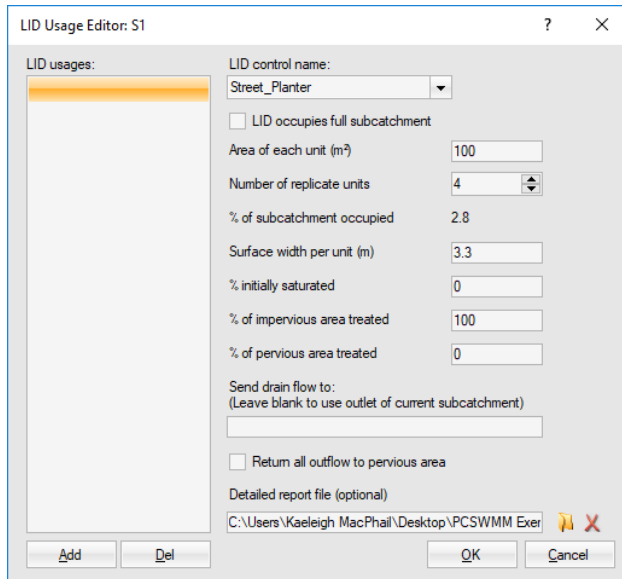 LID Usage Editor: S1
?
LID usages:
LID control name:
Street_Planter
LID occupies full subcatchment
Area of each unit (m²) 100
Number of replicate units 4
% of subcatchment occupied 2.8
Surface width per unit (m) 3.3
% initially saturated 0
% of impervious area treated 100
% of pervious area treated 0
Send drain flow to:
(Leave blank to use outlet of current subcatchment)
Return all outflow to pervious area
Detailed report file (optional)
C:\Users\Kaeleigh MacPhail\Desktop\PCSWMM Exer
Add Del OK Cancel